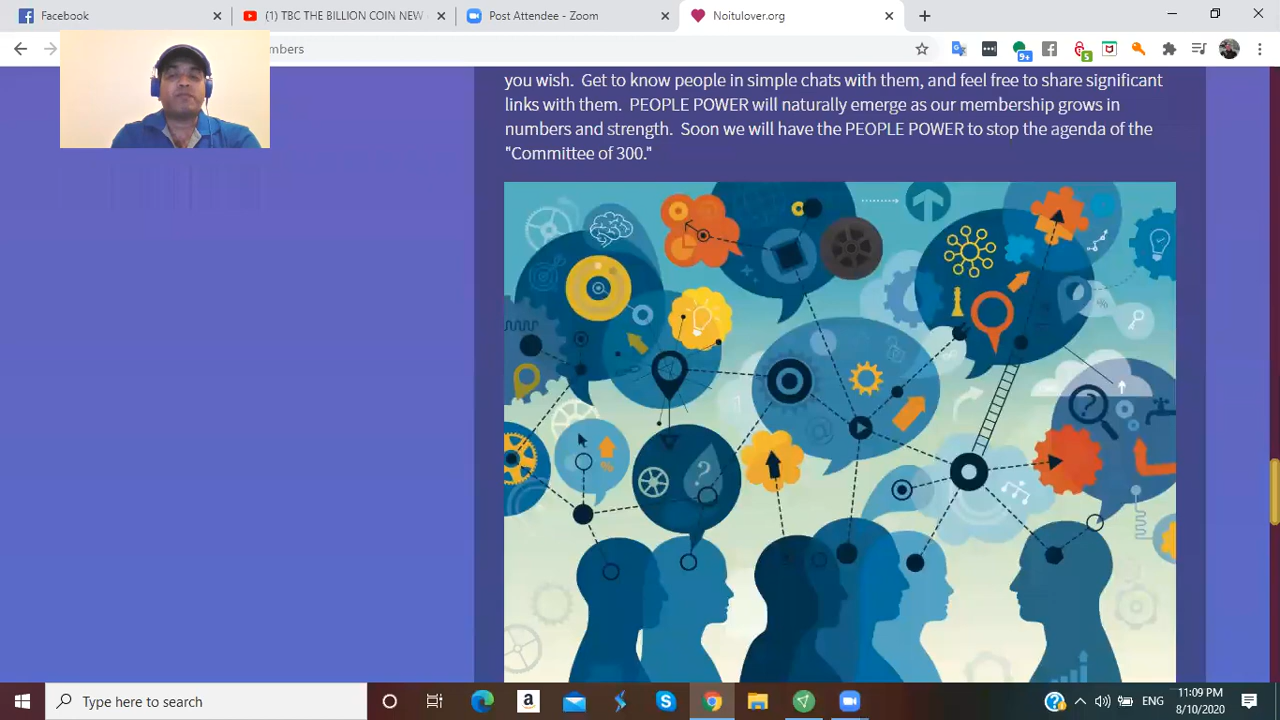 Facebook
(1) TBC THE BILLION COIN NEW
Post Attendee - Zoom
Noitulover.org
mbers
9+
5
you wish. Get to know people in simple chats with them, and feel free to share significant
links with them. PEOPLE POWER will naturally emerge as our membership grows in
numbers and strength. Soon we will have the PEOPLE POWER to stop the agenda of the
"Committee of 300."
?
?
@
%
%
Type here to search
a
S
?
ENG
11:09 PM
8/10/2020